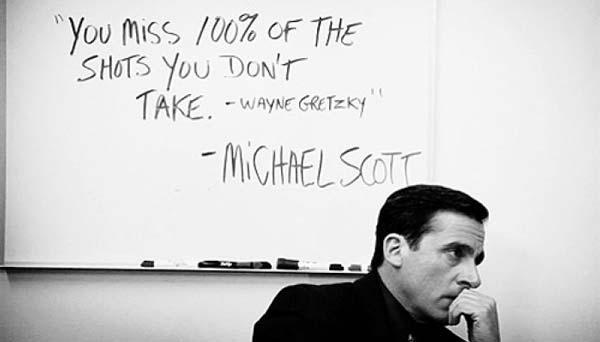 "YOU MiSS 100% OF THE
SHOTS YOU DON'T
TAKE. - WAYNE GRETZKY"
- MiCHAEL SCOTT